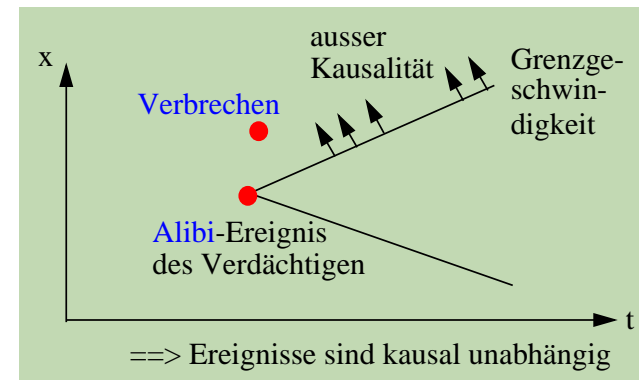 x
ausser
Kausalität
Grenzge-
schwin-
digkeit
Verbrechen
Alibi-Ereignis
des Verdächtigen
t
==> Ereignisse sind kausal unabhängig